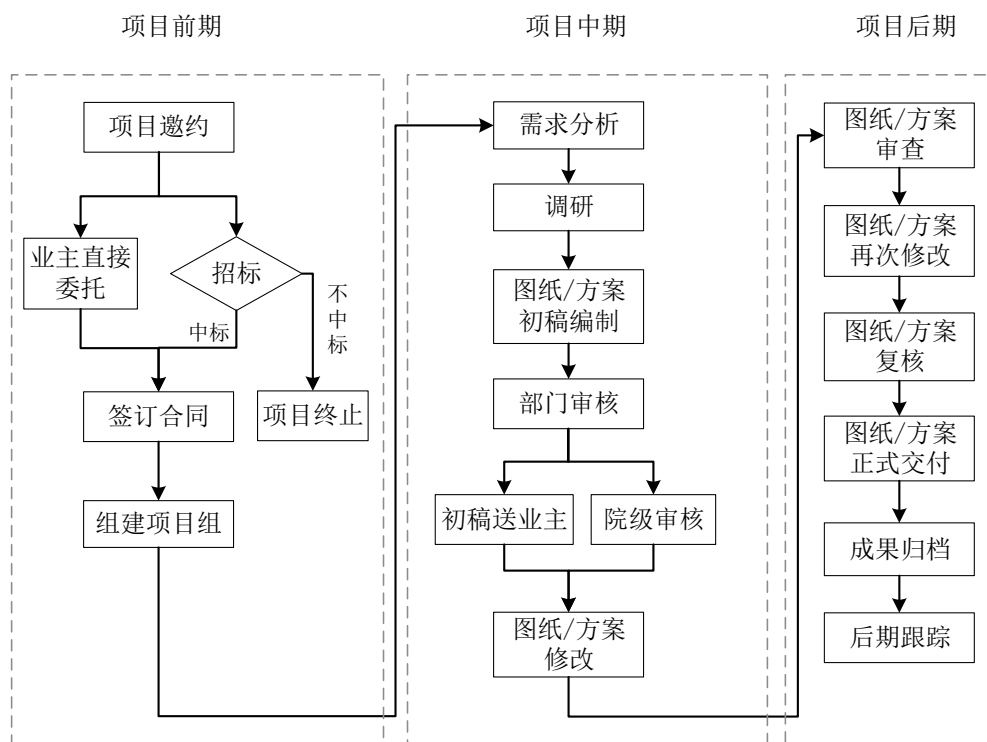 项目前期
项目中期
项目后期
项目邀约
业主直接
委托
招标
中标
不
中
标
签订合同
项目终止
组建项目组
需求分析
调研
图纸/方案
初稿编制
部门审核
初稿送业主
院级审核
图纸/方案
修改
图纸/方案
审查
图纸/方案
再次修改
图纸/方案
复核
图纸/方案
正式交付
成果归档
后期跟踪